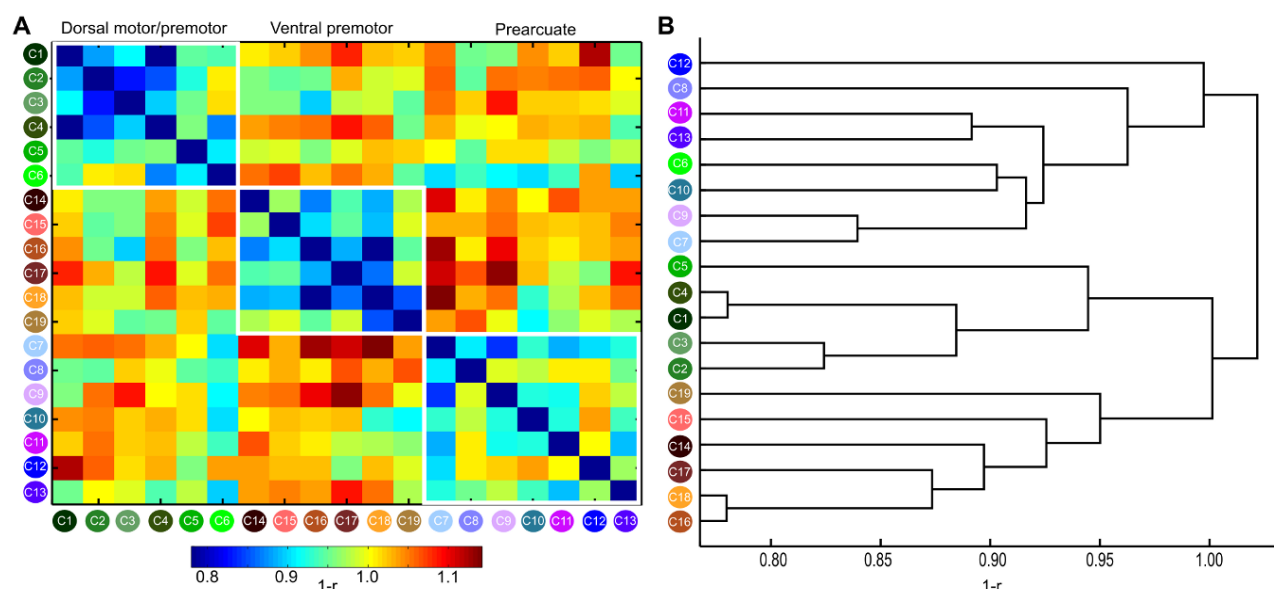 A
B
Dorsal motor/premotor
Ventral premotor
Prearcuate
C1
C2
C3
C4
C5
C6
C14
C15
C16
C17
C18
C19
C7
C8
C9
C10
C11
C12
C13
C1 C2 C3 C4 C5 C6 C14 C15 C16 C17 C18 C19 C7 C8 C9 C10 C11 C12 C13
0.8 0.9 1.0 1.1
1-r
C12
C8
C11
C13
C6
C10
C9
C7
C5
C4
C1
C3
C2
C19
C15
C14
C17
C18
C16
0.80 0.85 0.90 0.95 1.00
1-r